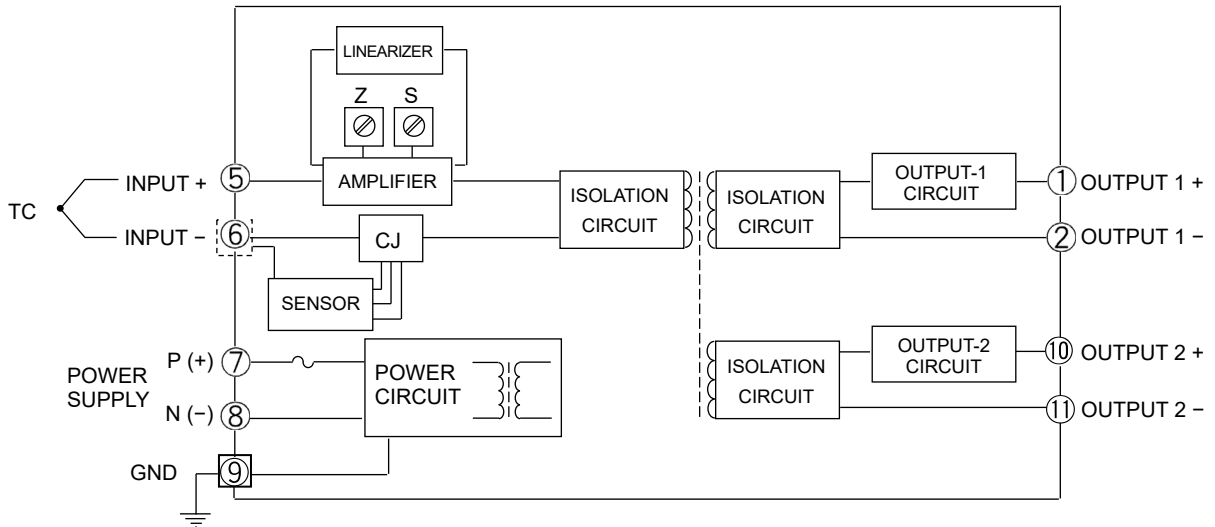 LINEARIZER
Z S
TC
INPUT + 5
AMPLIFIER
ISOLATION
CIRCUIT
ISOLATION
CIRCUIT
OUTPUT-1
CIRCUIT
1 OUTPUT 1 +
INPUT − 6
CJ
2 OUTPUT 1 −
SENSOR
POWER
SUPPLY
P (+) 7
N (−) 8
POWER
CIRCUIT
ISOLATION
CIRCUIT
OUTPUT-2
CIRCUIT
10 OUTPUT 2 +
11 OUTPUT 2 −
GND 9